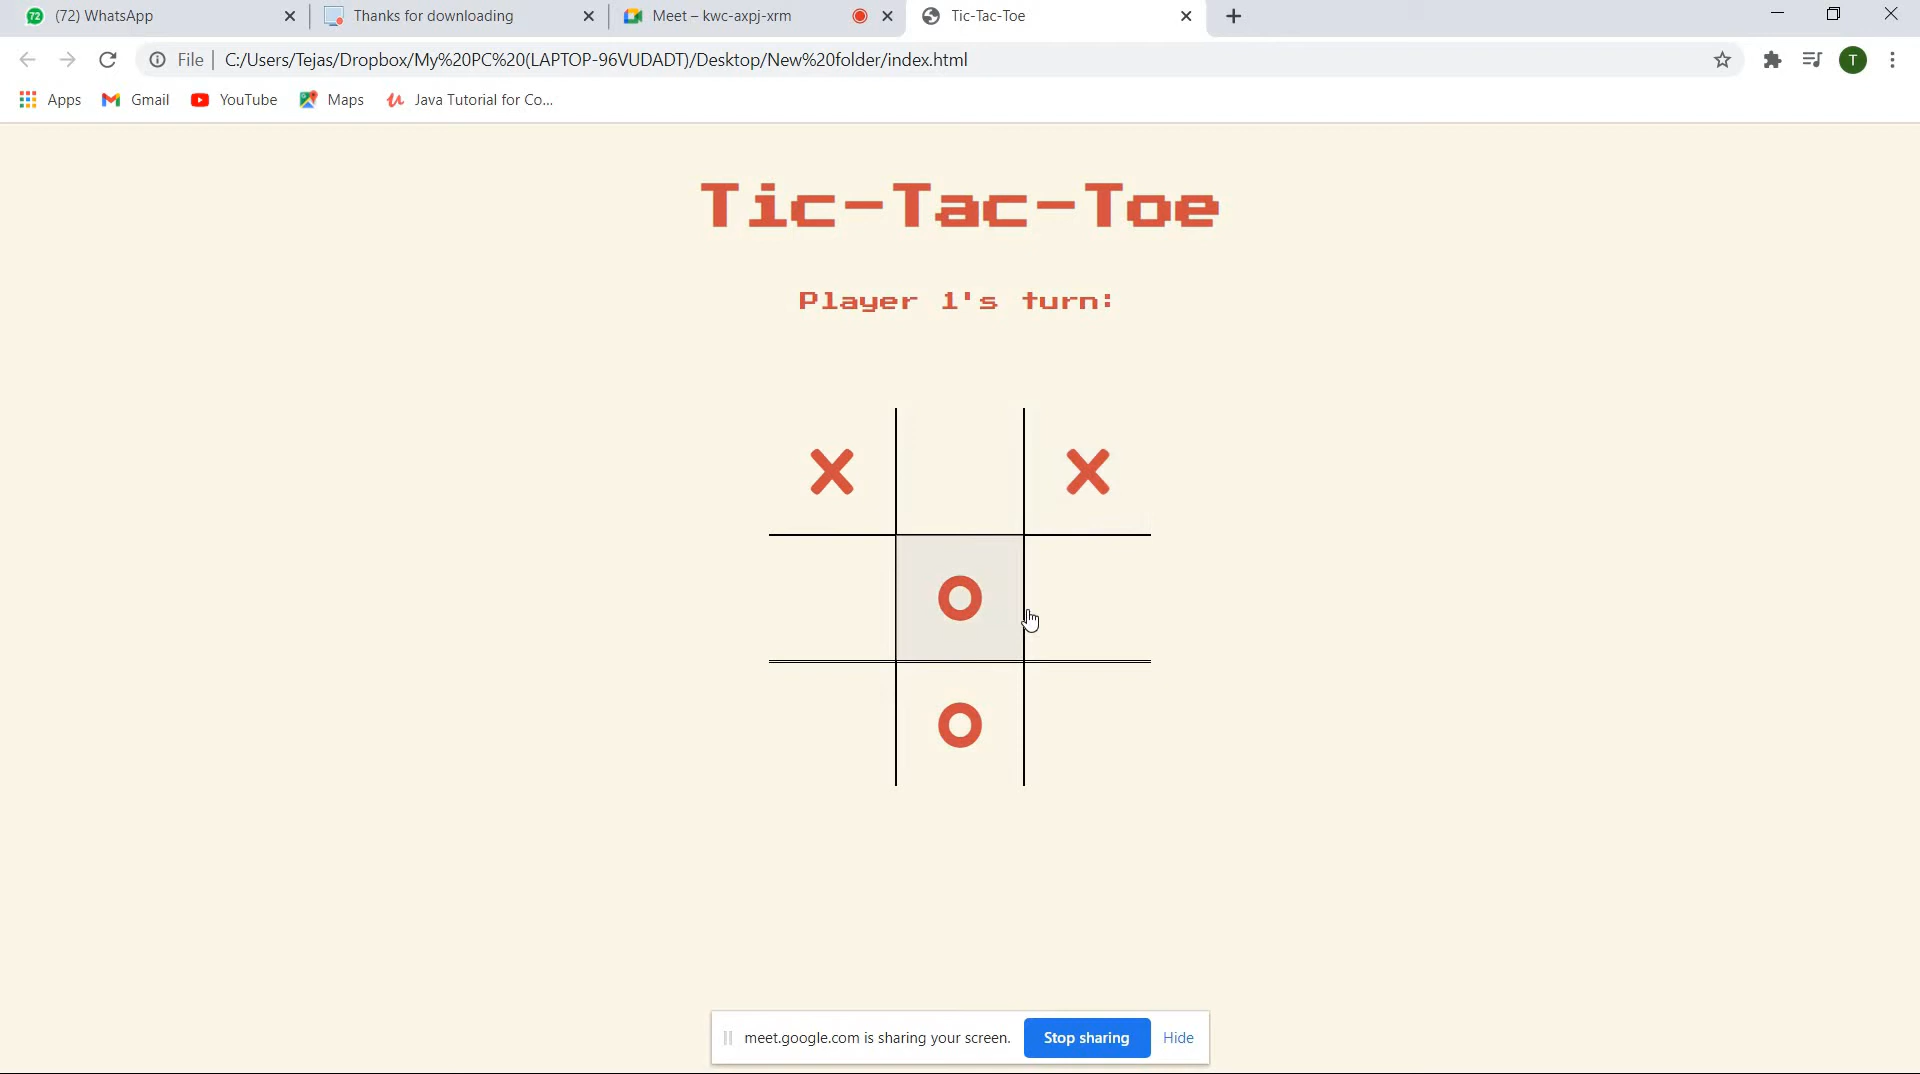 72 (72) WhatsApp
Thanks for downloading
Meet – kwc-axpj-xrm
Tic-Tac-Toe
File C:/Users/Tejas/Dropbox/My%20PC%20(LAPTOP-96VUDADT)/Desktop/New%20folder/index.html
T
Apps
Gmail
YouTube
Maps
Java Tutorial for Co...
Tic-Tac-Toe
Player 1's turn:
X X
O
O
meet.google.com is sharing your screen. Stop sharing Hide